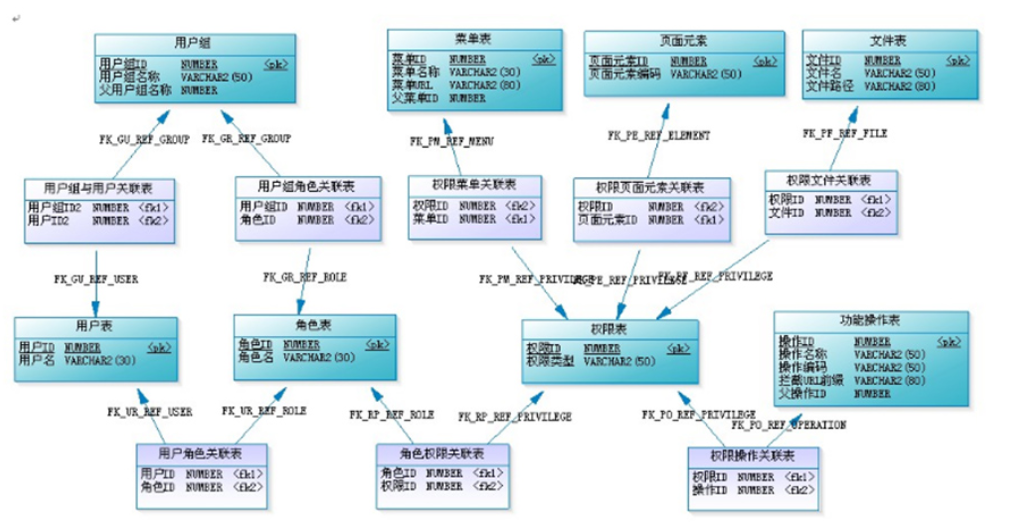 用户组
用户组ID NUMBER <pk>
用户组名称 VARCHAR2(50)
父用户组名称 NUMBER
菜单表
菜单ID NUMBER <pk>
菜单名称 VARCHAR2(30)
菜单URL VARCHAR2(80)
父菜单ID NUMBER
页面元素
页面元素ID NUMBER <pk>
页面元素编码 VARCHAR2(50)
文件表
文件ID NUMBER <pk>
文件名 VARCHAR2(50)
文件路径 VARCHAR2(80)
FK_GU_REF_GROUP
FK_GR_REF_GROUP
FK_PM_REF_MENU
FK_PE_REF_ELEMENT
FK_PF_REF_FILE
用户组与用户关联表
用户组ID2 NUMBER <fk1>
用户ID2 NUMBER <fk2>
用户组角色关联表
用户组ID NUMBER <fk1>
角色ID NUMBER <fk2>
权限菜单关联表
权限ID NUMBER <fk2>
菜单ID NUMBER <fk1>
权限页面元素关联表
权限ID NUMBER <fk2>
页面元素ID NUMBER <fk1>
权限文件关联表
权限ID NUMBER <fk1>
文件ID NUMBER <fk2>
FK_GU_REF_USER
FK_GR_REF_ROLE
FK_PM_REF_PRIVILEGE
FK_PE_REF_PRIVILEGE
FK_PF_REF_PRIVILEGE
用户表
用户ID NUMBER <pk>
用户名 VARCHAR2(30)
角色表
角色ID NUMBER <pk>
角色名 VARCHAR2(30)
权限表
权限ID NUMBER <pk>
权限类型 VARCHAR2(50)
功能操作表
操作ID NUMBER <pk>
操作名称 VARCHAR2(50)
操作编码 VARCHAR2(50)
拦截URL前缀 VARCHAR2(80)
父操作ID NUMBER
FK_UR_REF_USER
FK_UR_REF_ROLE
FK_RP_REF_ROLE
FK_RP_REF_PRIVILEGE
FK_PO_REF_PRIVILEGE
FK_PO_REF_OPERATION
用户角色关联表
用户ID NUMBER <fk1>
角色ID NUMBER <fk2>
角色权限关联表
角色ID NUMBER <fk1>
权限ID NUMBER <fk2>
权限操作关联表
权限ID NUMBER <fk1>
操作ID NUMBER <fk2>